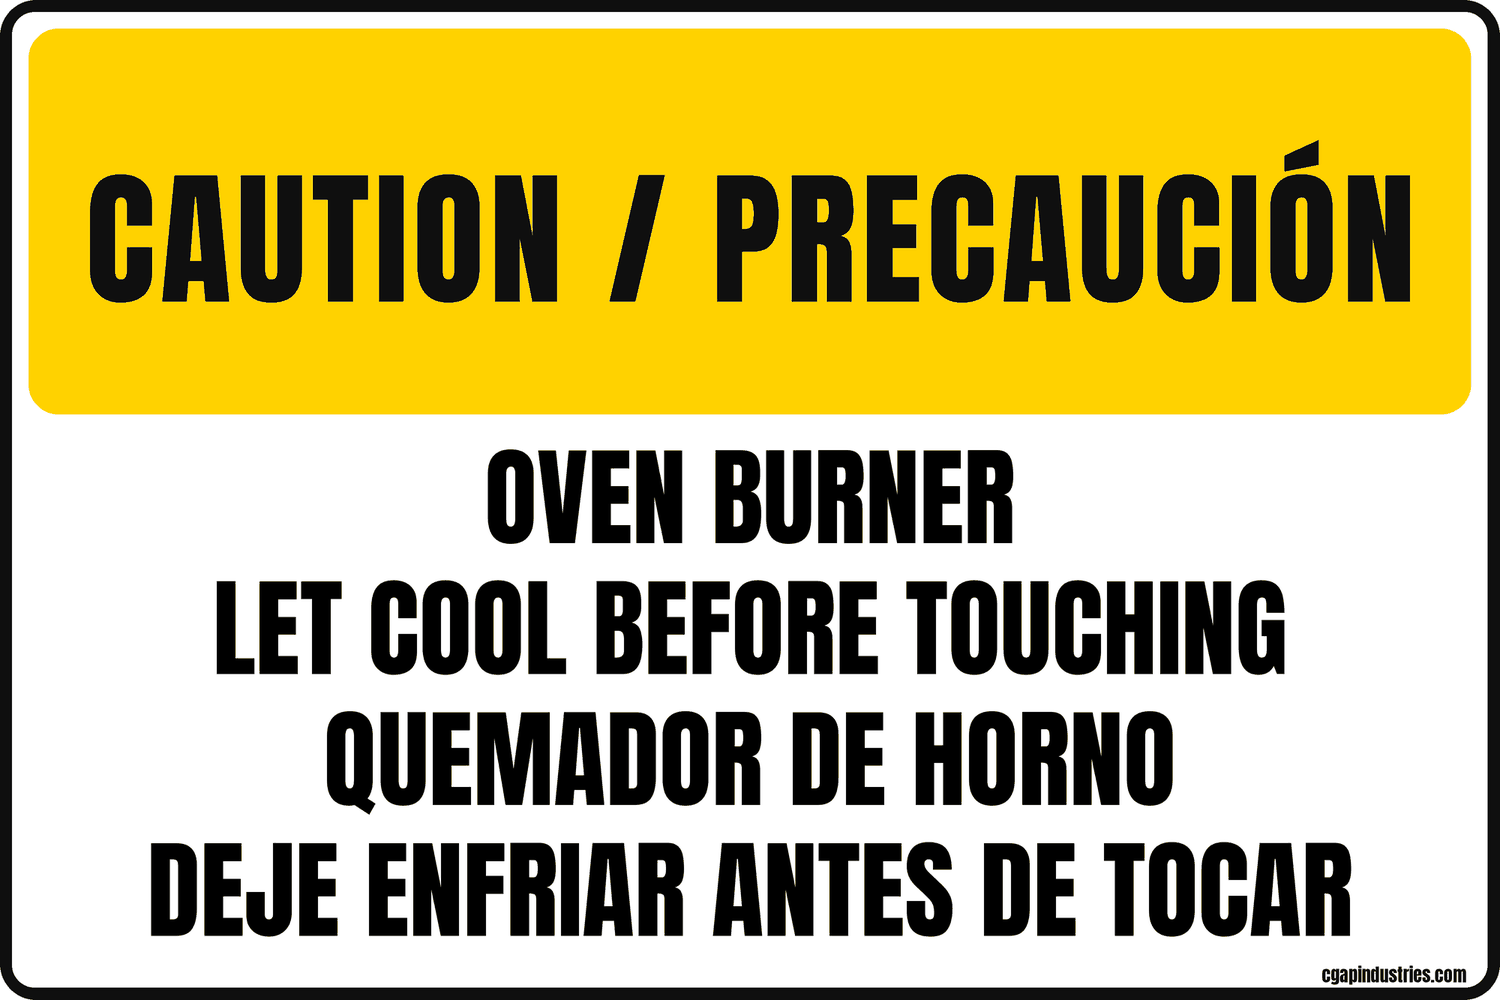 CAUTION / PRECAUCIÓN
OVEN BURNER
LET COOL BEFORE TOUCHING
QUEMADOR DE HORNO
DEJE ENFRIAR ANTES DE TOCAR
cgapindustries.com